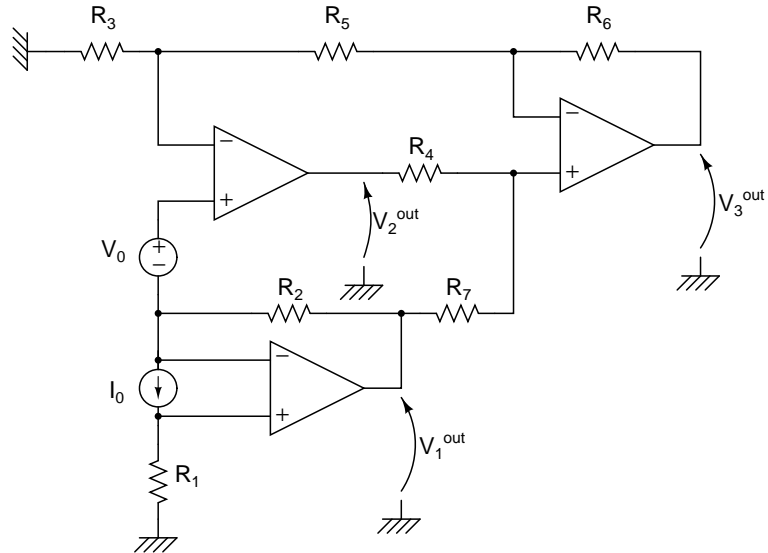 R3
R5
R6
−
+
−
+
R4
V2out
V3out
V0
+
−
R2
R7
I0
−
+
V1out
R1